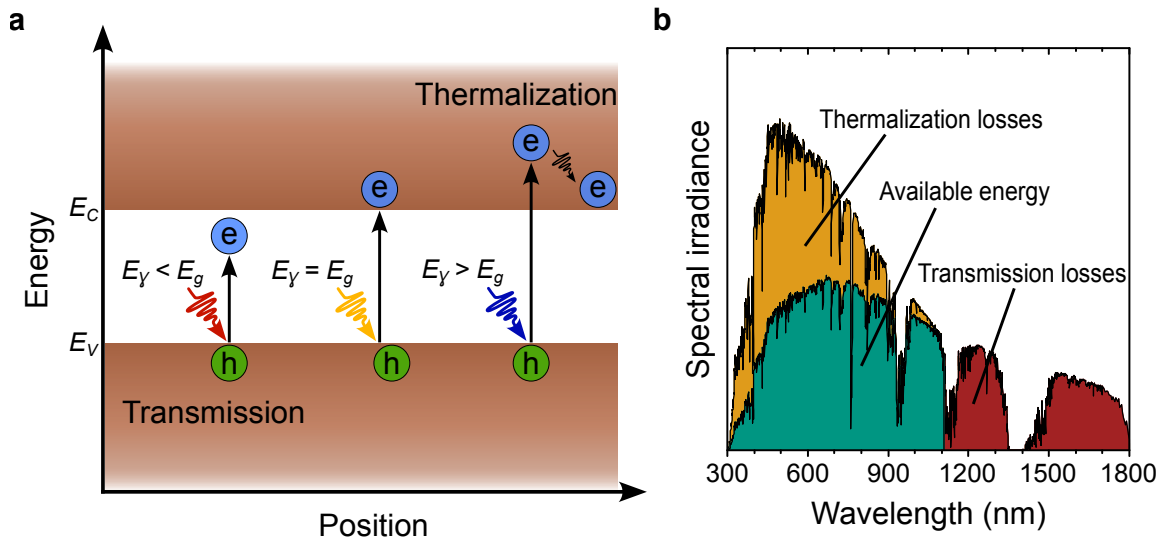 a
Energy
Position
E_C
E_V
Thermalization
Transmission
E_γ < E_g
E_γ = E_g
E_γ > E_g
e
e
e
e
h
h
h
b
Spectral irradiance
Thermalization losses
Available energy
Transmission losses
300 600 900 1200 1500 1800
Wavelength (nm)